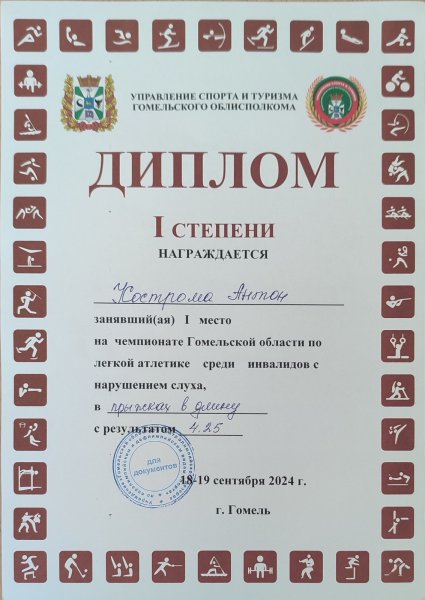 УПРАВЛЕНИЕ СПОРТА И ТУРИЗМА
ГОМЕЛЬСКОГО ОБЛИСПОЛКОМА
ДИПЛОМ
I СТЕПЕНИ
НАГРАЖДАЕТСЯ
Кострома Антон
занявший(ая) I место
на чемпионате Гомельской области по
легкой атлетике среди инвалидов с
нарушением слуха,
в прыжках в длину
с результатом 4.25
для
документов
18-19 сентября 2024 г.
г. Гомель